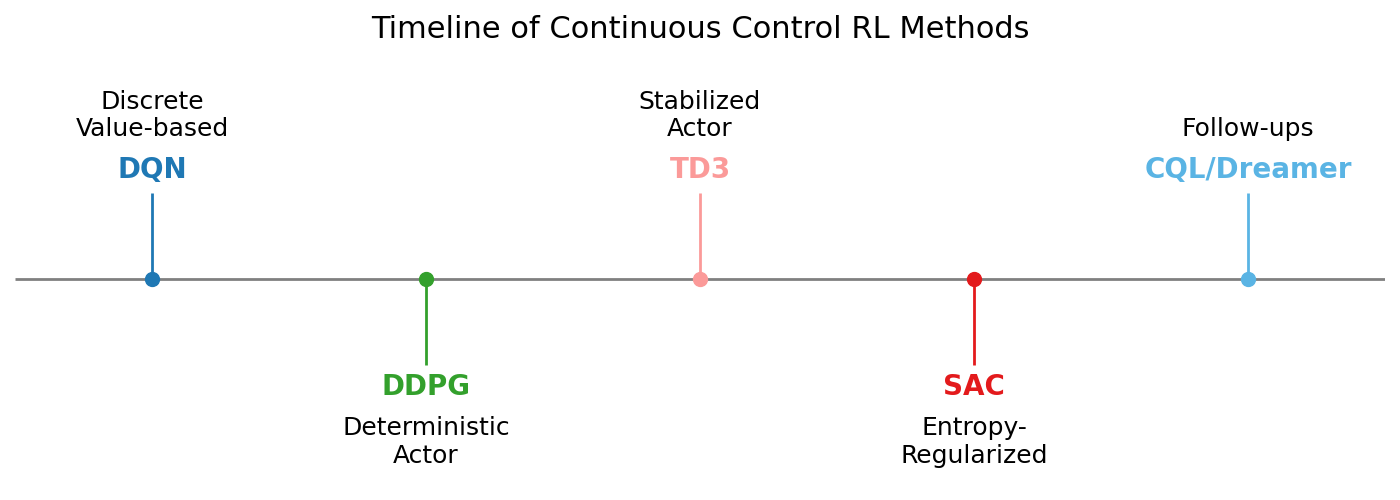 Timeline of Continuous Control RL Methods
Discrete
Value-based
DQN
DDPG
Deterministic
Actor
Stabilized
Actor
TD3
SAC
Entropy-
Regularized
Follow-ups
CQL/Dreamer